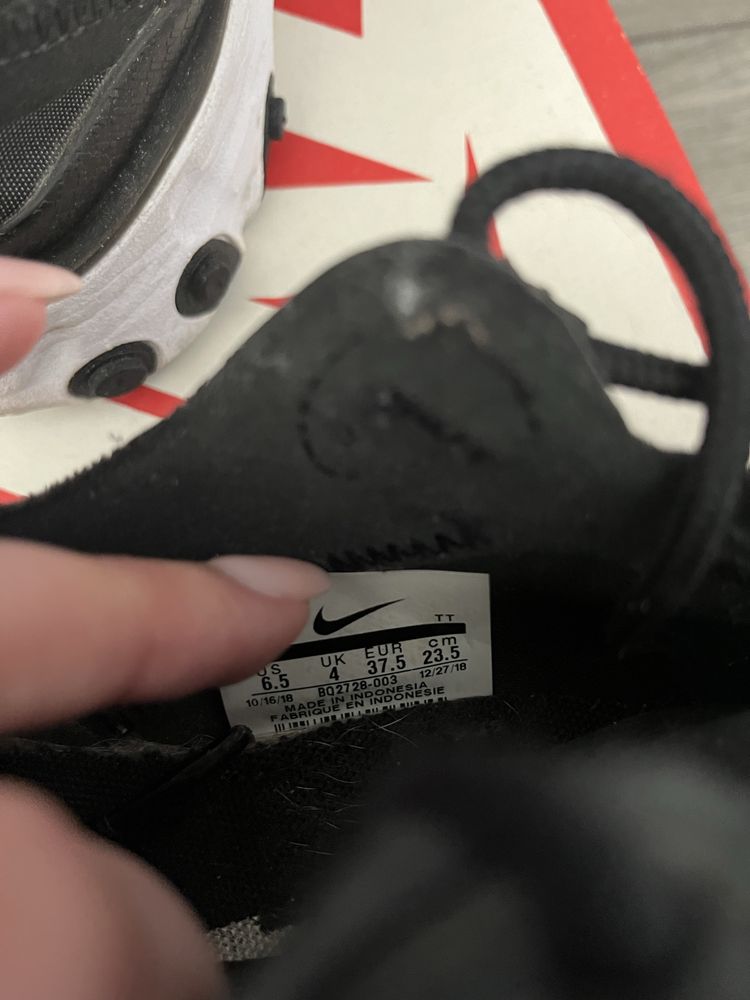 TT
US UK EUR cm
6.5 4 37.5 23.5
10/16/18 BQ2728-003 12/27/18
MADE IN INDONESIA
FABRIQUE EN INDONESIE